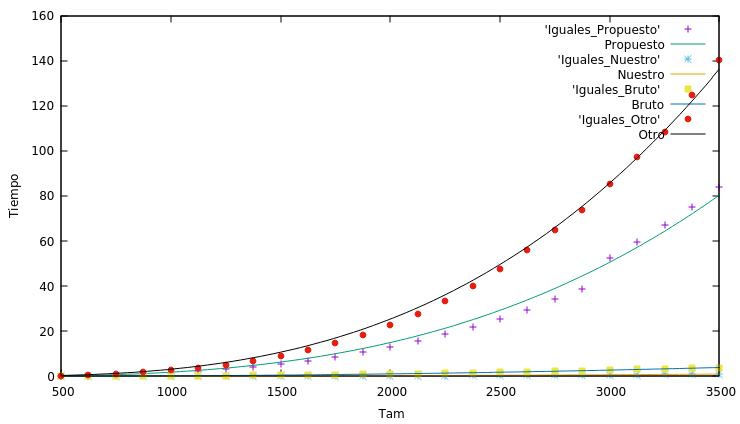 160
140
120
100
80
60
40
20
0
Tiempo
'Iguales_Propuesto'
Propuesto
'Iguales_Nuestro'
Nuestro
'Iguales_Bruto'
Bruto
'Iguales_Otro'
Otro
500 1000 1500 2000 2500 3000 3500
Tam